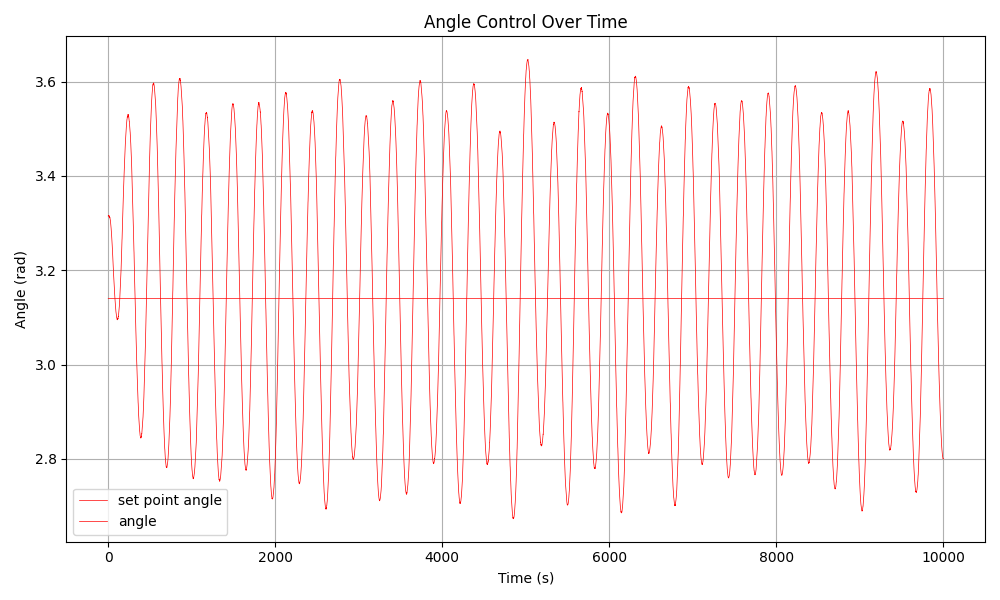 Angle Control Over Time
Angle (rad)
3.6
3.4
3.2
3.0
2.8
set point angle
angle
0 2000 4000 6000 8000 10000
Time (s)